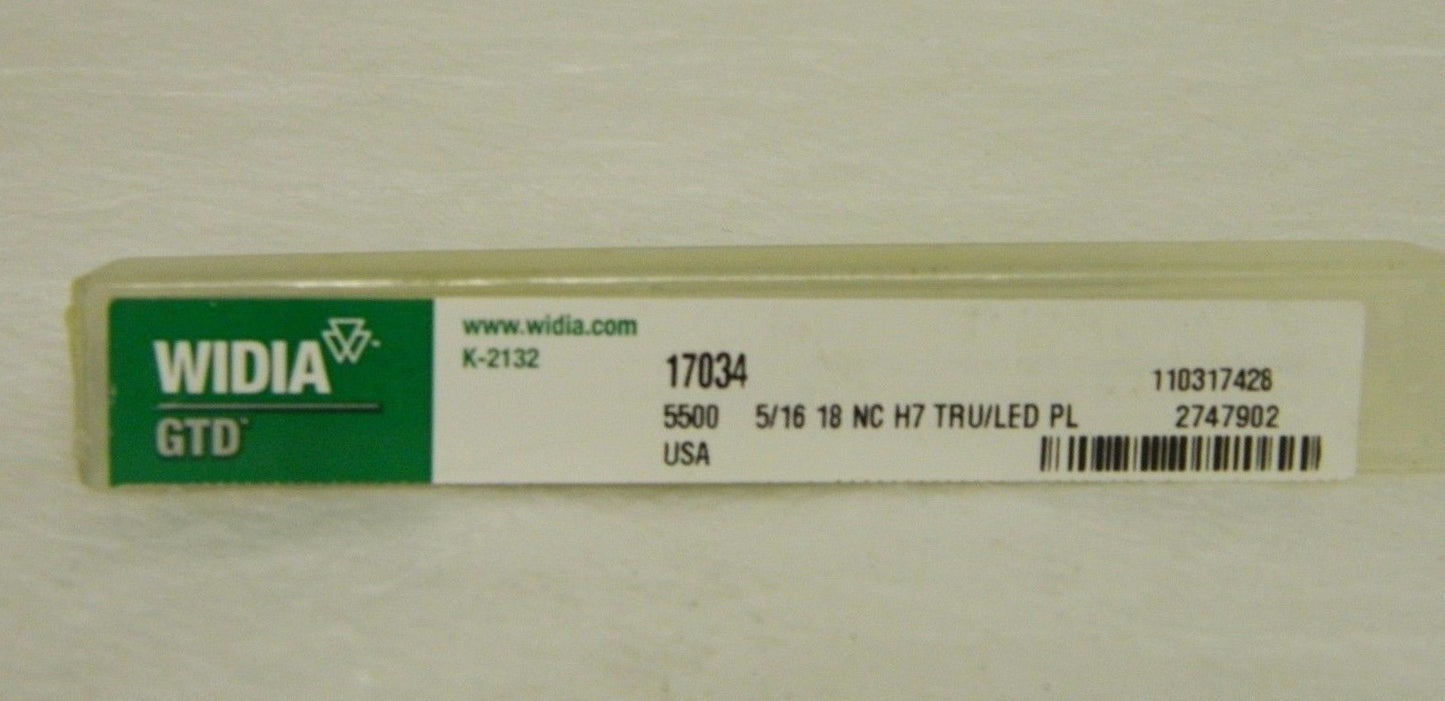 WIDIA
GTD
www.widia.com
K-2132
17034
110317428
5500 5/16 18 NC H7 TRU/LED PL 2747902
USA